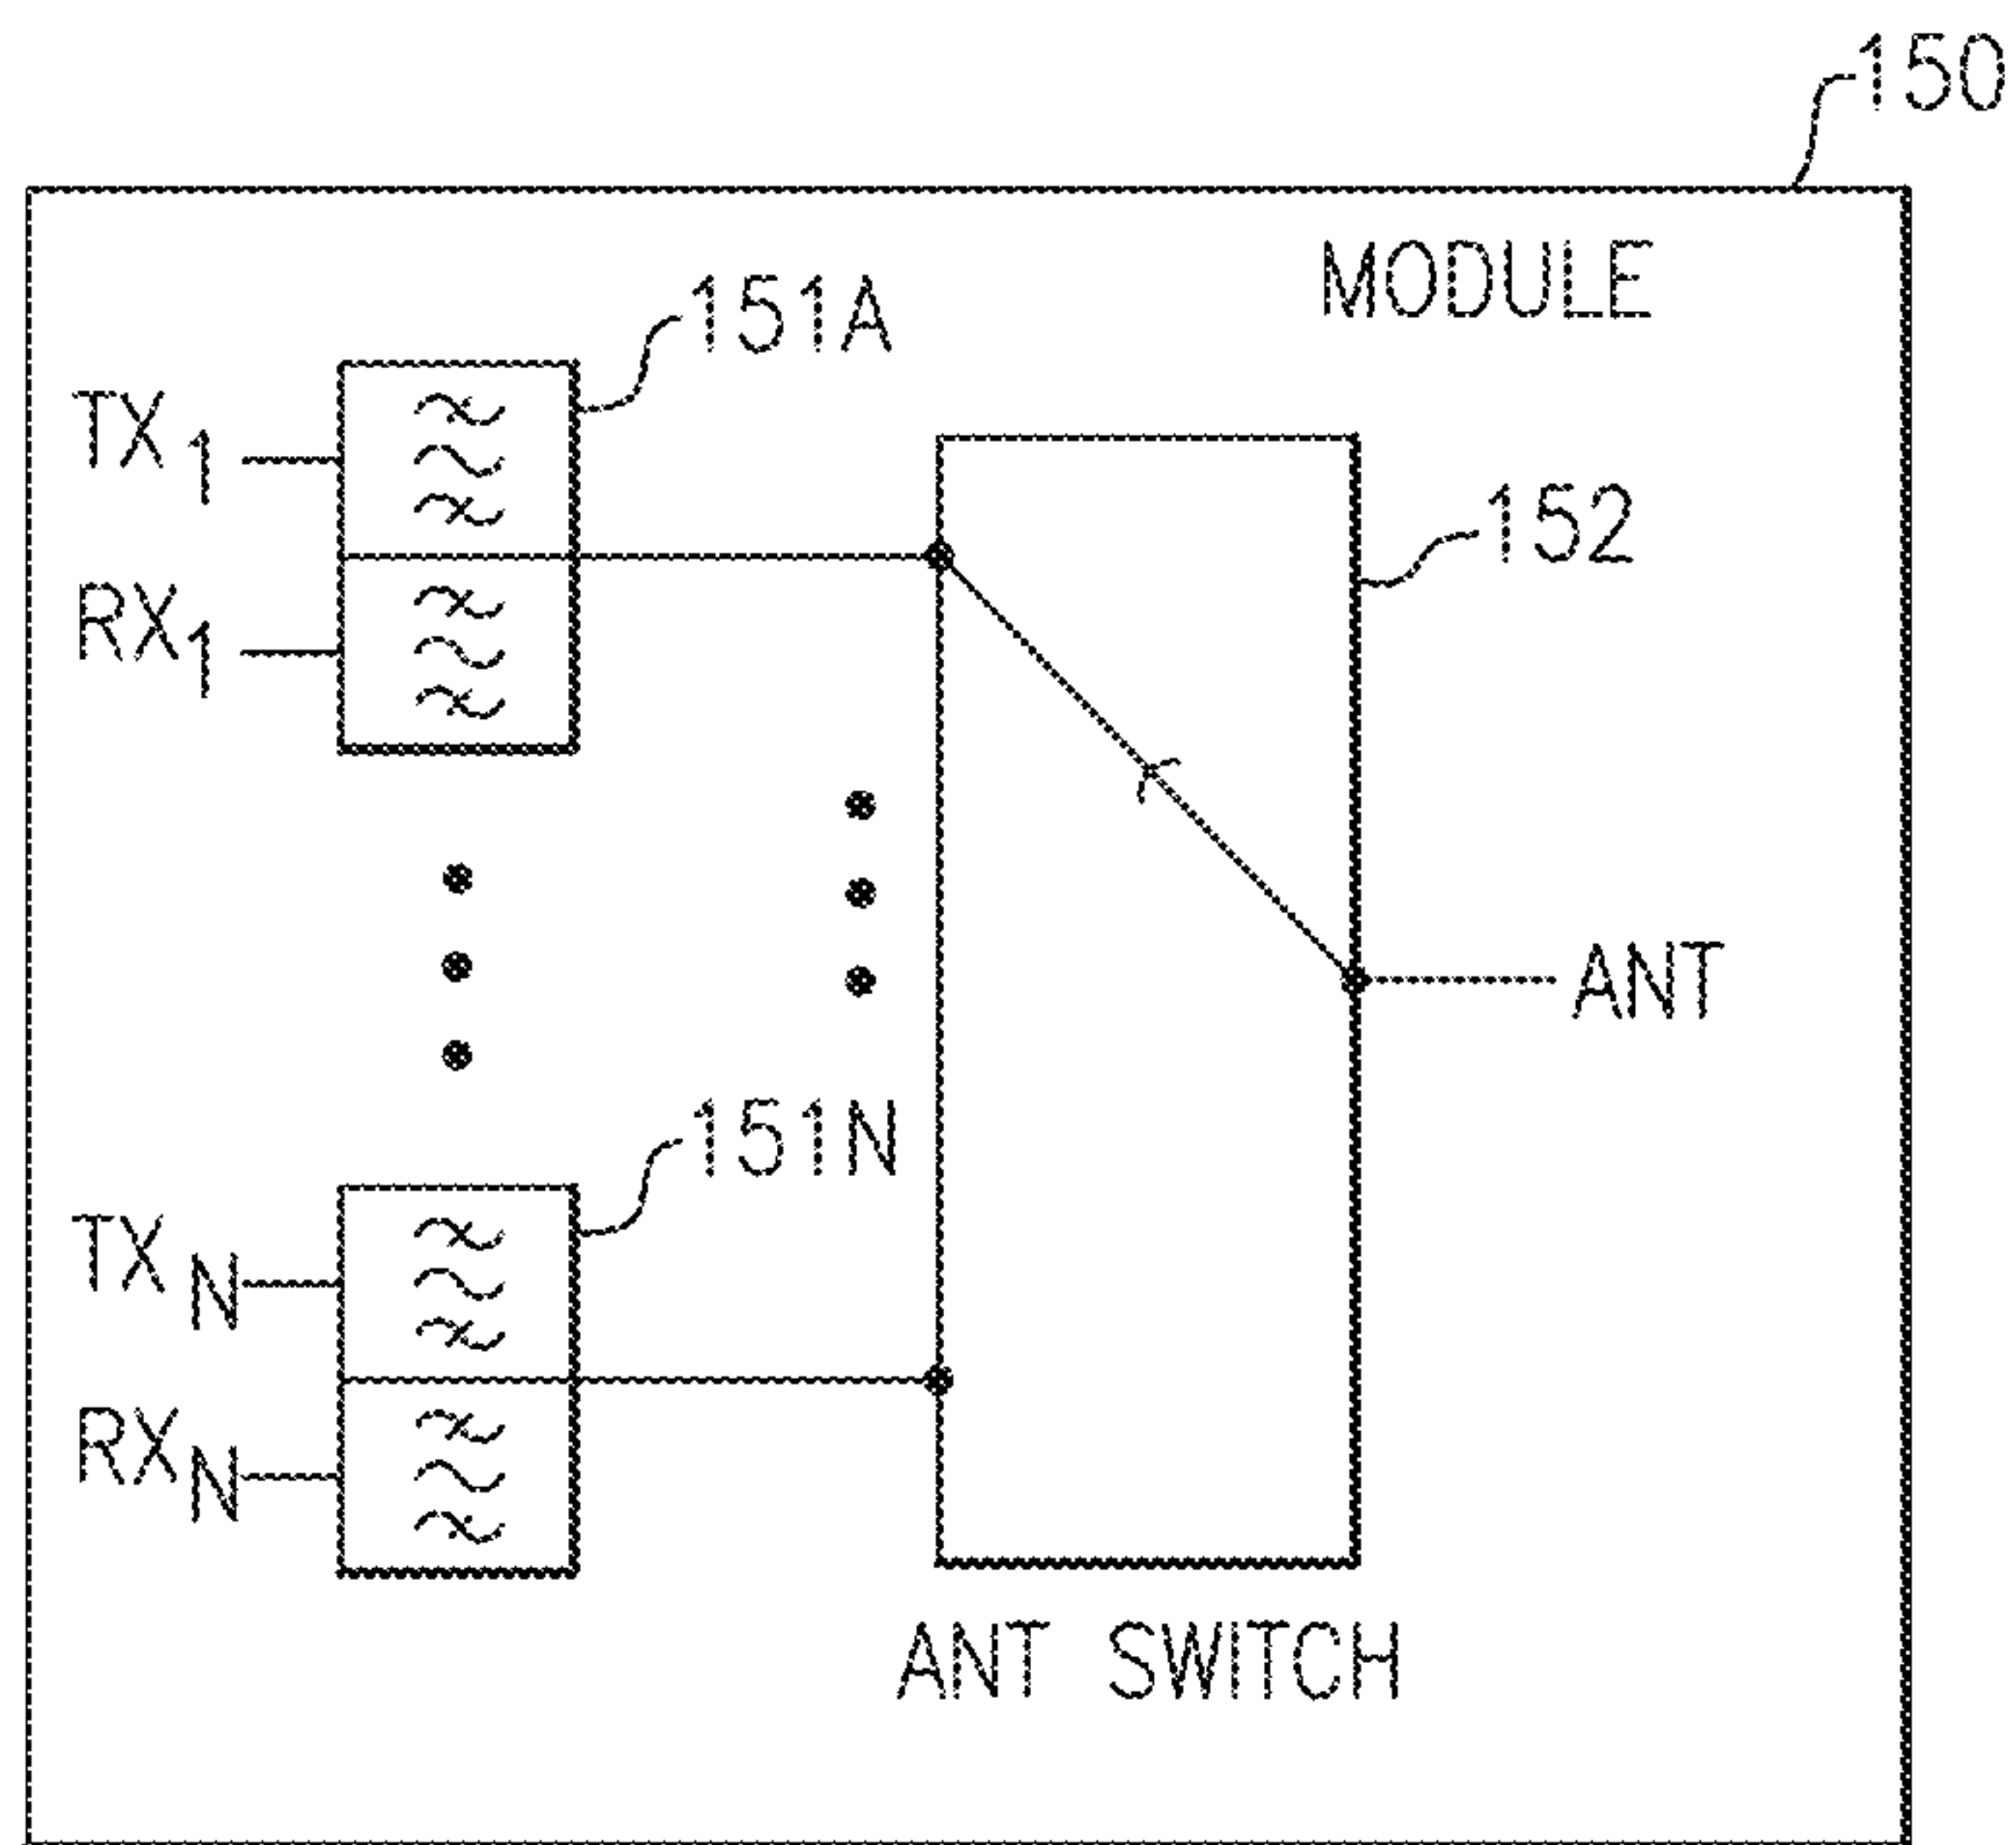 150
MODULE
151A
TX1
152
RX1
ANT
151N
TXN
RXN
ANT SWITCH